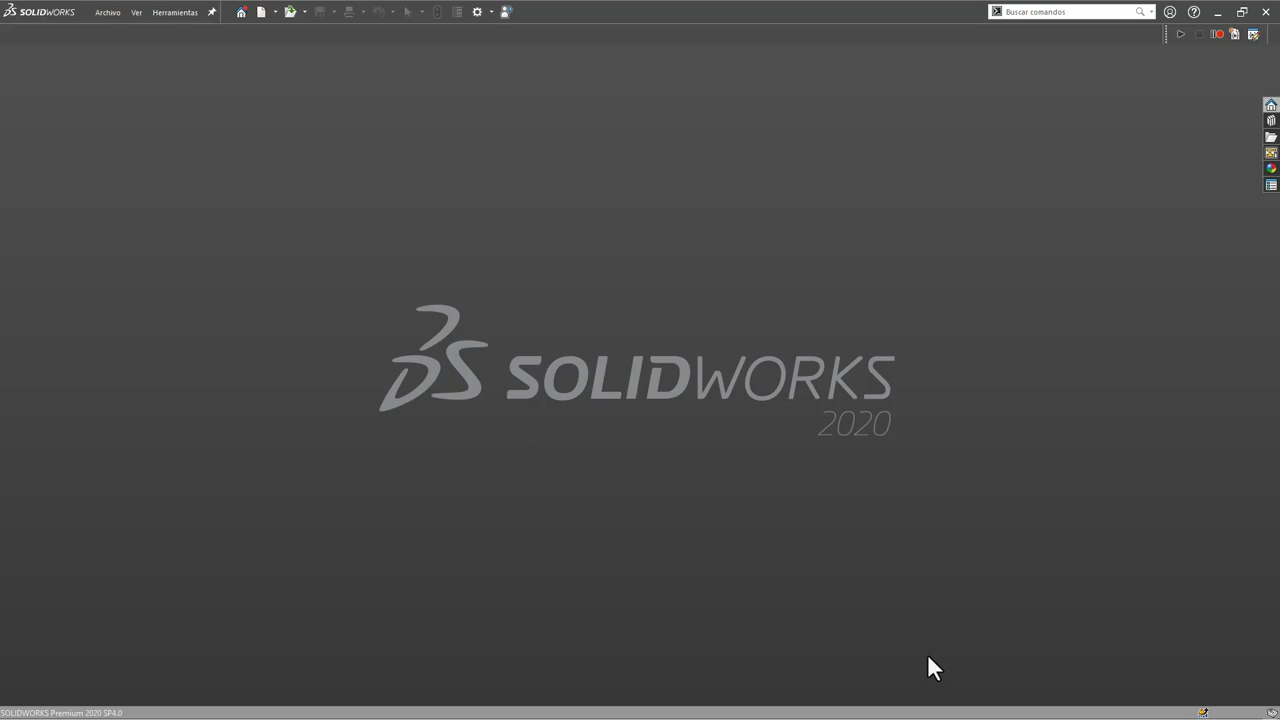 SOLIDWORKS Archivo Ver Herramientas Buscar comandos
SOLIDWORKS
2020
SOLIDWORKS Premium 2020 SP4.0